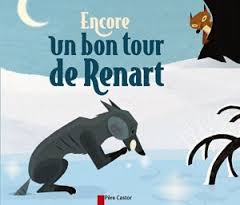 Encore
un bon tour
de Renart
Père Castor